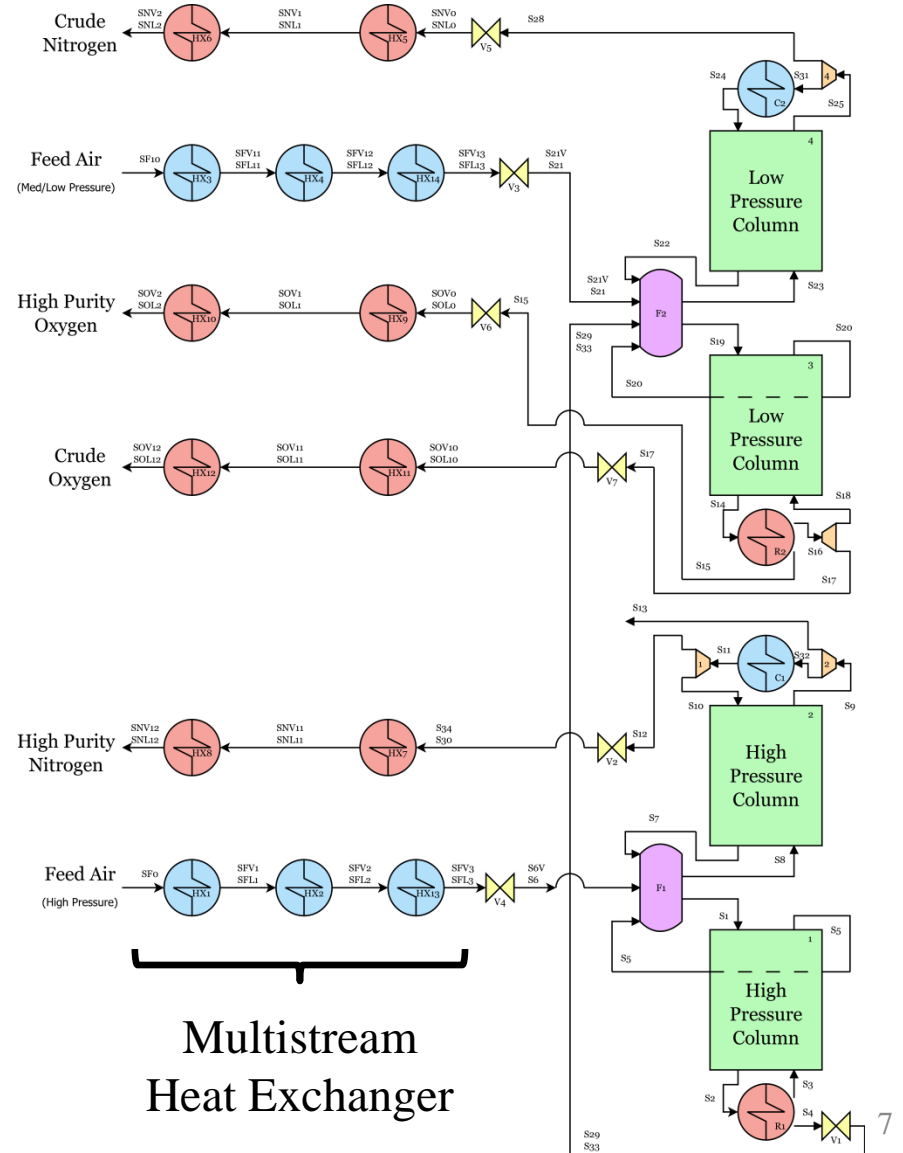 Crude
Nitrogen
SNV2
SNL2
HX6
SNV1
SNL1
HX5
SNV0
SNL0
V5
S28
S24
C2
S31
4
S25
4
Low
Pressure
Column
Feed Air
(Med/Low Pressure)
SF10
HX3
SFV11
SFL11
HX4
SFV12
SFL12
HX14
SFV13
SFL13
V3
S21V
S21
S22
S23
S21V
S21
F2
S29
S33
S19
S20
S20
High Purity
Oxygen
SOV2
SOL2
HX10
SOV1
SOL1
HX9
SOV0
SOL0
V6
S15
3
Low
Pressure
Column
Crude
Oxygen
SOV12
SOL12
HX12
SOV11
SOL11
HX11
SOV10
SOL10
V7
S17
S14
R2
S16
S18
S15
S17
S13
1
S11
C1
S32
2
S10
S9
High Purity
Nitrogen
SNV12
SNL12
HX8
SNV11
SNL11
HX7
S34
S30
V2
S12
2
High
Pressure
Column
S7
S8
Feed Air
(High Pressure)
SF0
HX1
SFV1
SFL1
HX2
SFV2
SFL2
HX13
SFV3
SFL3
V4
S6V
S6
F1
S1
S5
S5
1
High
Pressure
Column
Multistream
Heat Exchanger
S2
R1
S3
S4
V1
S29
S33
7